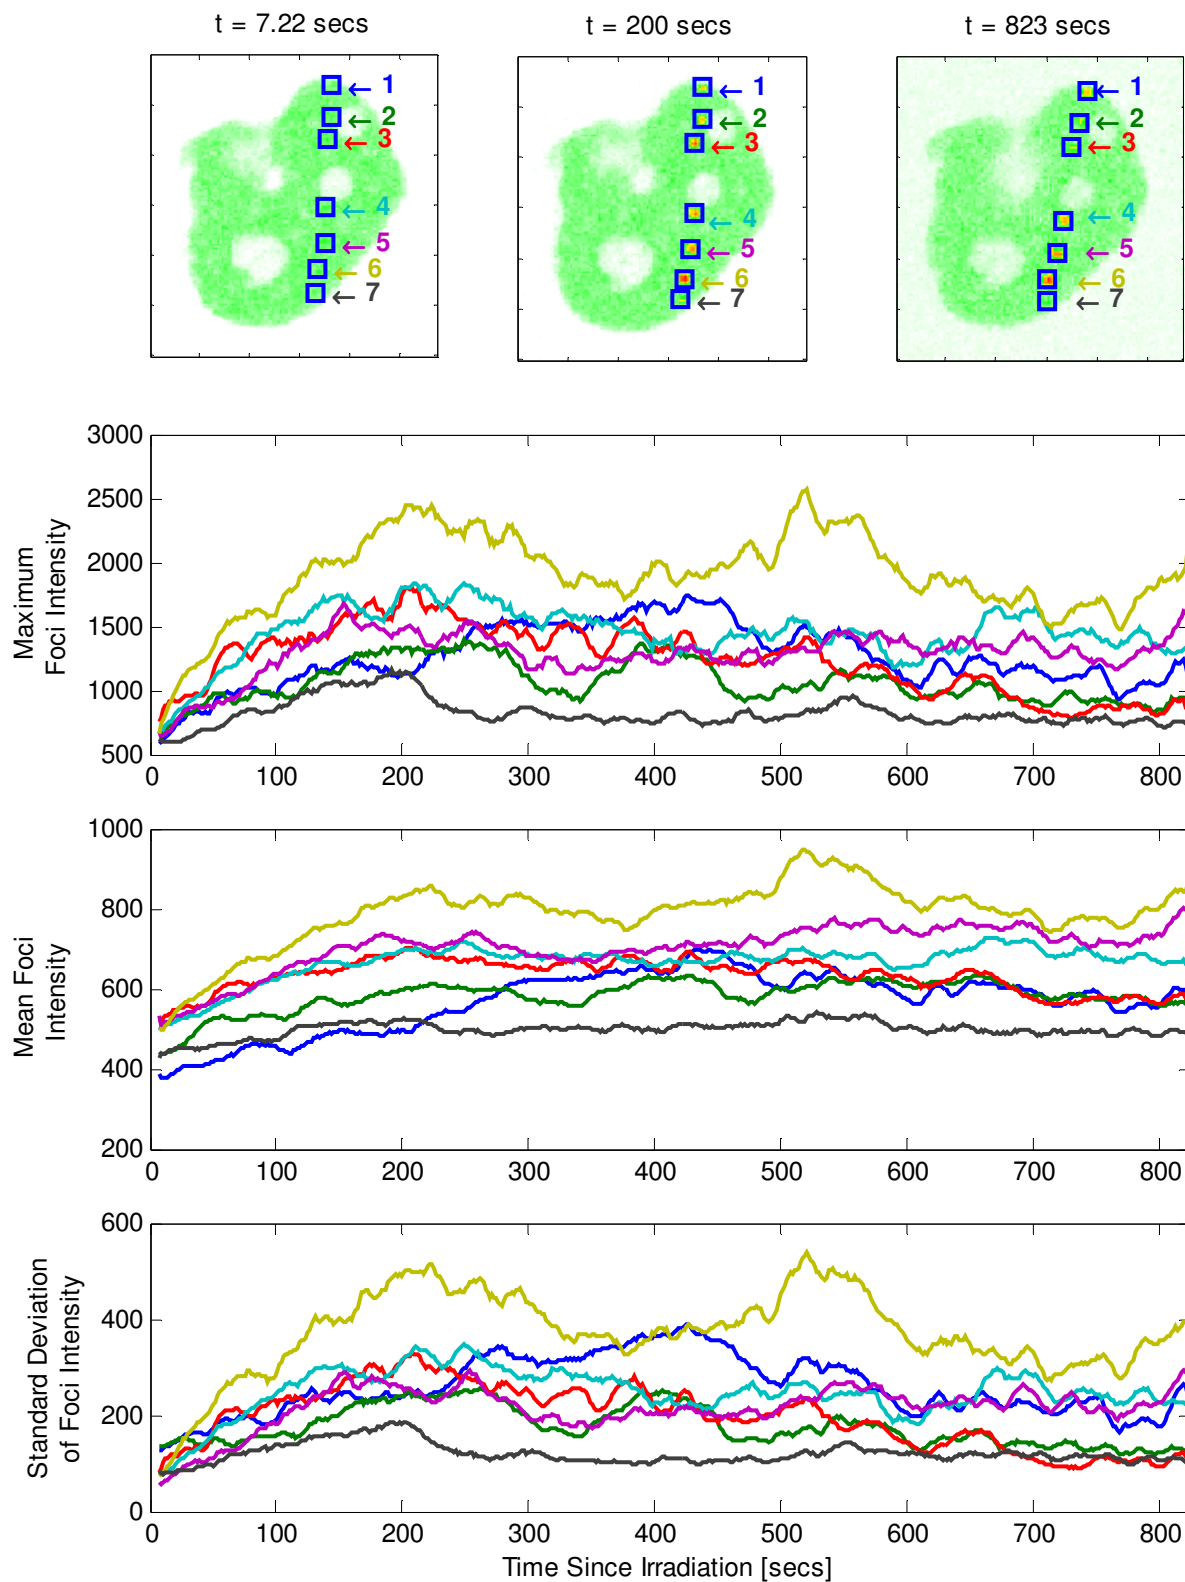 t = 7.22 secs t = 200 secs t = 823 secs
← 1 ← 1 ← 1
← 2 ← 2 ← 2
← 3 ← 3 ← 3
← 4 ← 4 ← 4
← 5 ← 5 ← 5
← 6 ← 6 ← 6
← 7 ← 7 ← 7
Maximum
Foci Intensity
3000
2500
2000
1500
1000
500
0 100 200 300 400 500 600 700 800
Mean Foci
Intensity
1000
800
600
400
200
0 100 200 300 400 500 600 700 800
Standard Deviation
of Foci Intensity
600
400
200
0
0 100 200 300 400 500 600 700 800
Time Since Irradiation [secs]